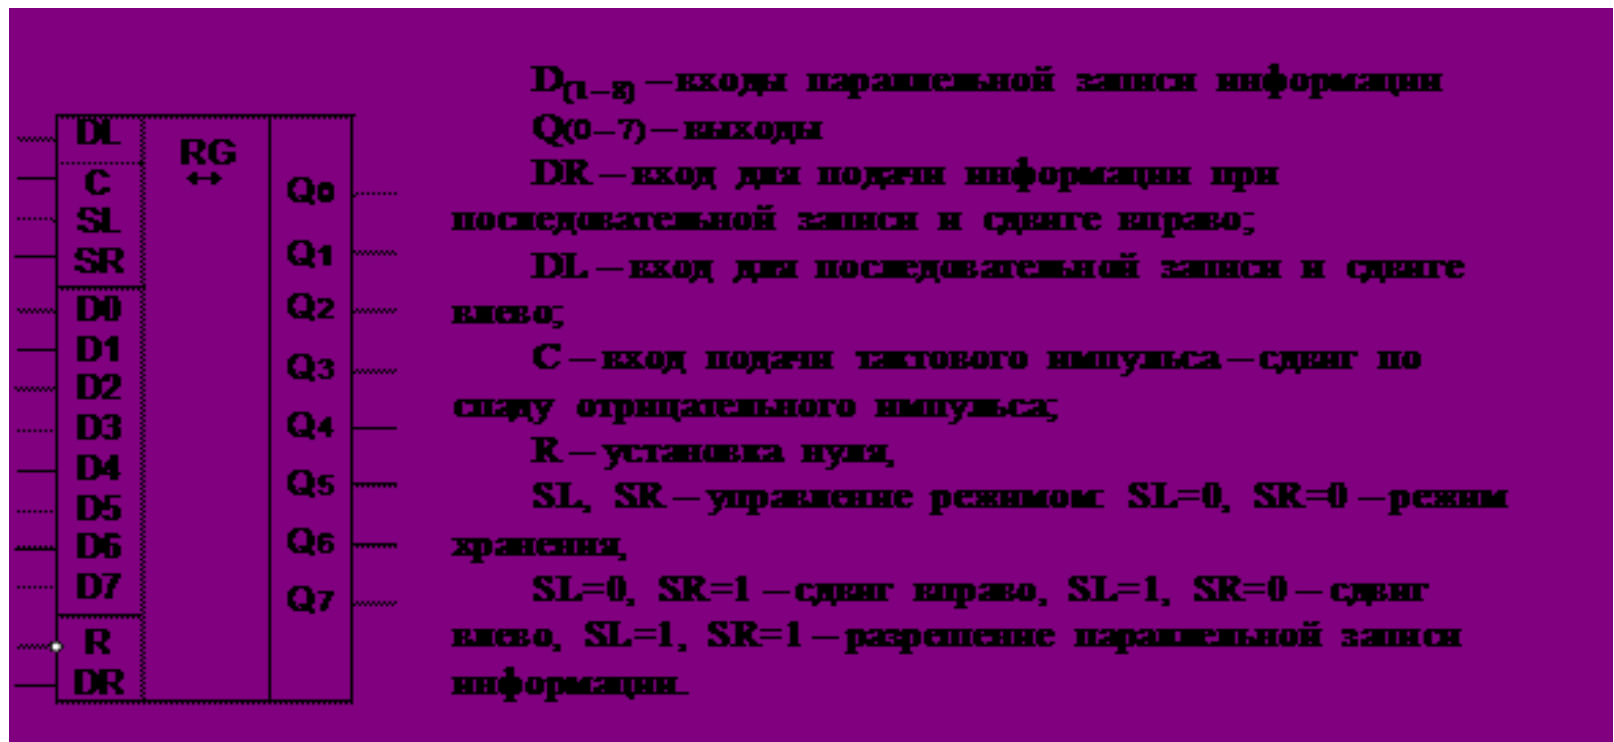 DL
C
SL
SR
D0
D1
D2
D3
D4
D5
D6
D7
R
DR
RG
↔
Q0
Q1
Q2
Q3
Q4
Q5
Q6
Q7
D(1–8) – входы параллельной записи информации
Q(0–7) – выходы
DR – вход для подачи информации при
последовательной записи и сдвиге вправо;
DL – вход для последовательной записи и сдвиге
влево;
C – вход подачи тактового импульса – сдвиг по
спаду отрицательного импульса;
R – установка нуля,
SL, SR – управление режимом: SL=0, SR=0 – режим
хранения,
SL=0, SR=1 – сдвиг вправо, SL=1, SR=0 – сдвиг
влево, SL=1, SR=1 – разрешение параллельной записи
информации.